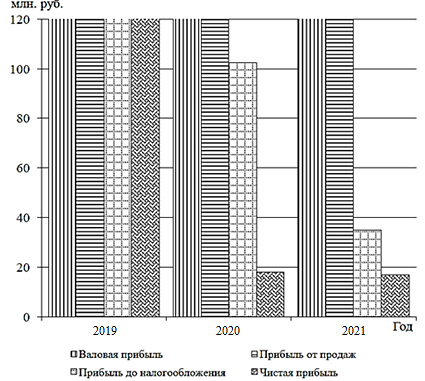 млн. руб.
120
100
80
60
40
20
0
2019 2020 2021 Год
Валовая прибыль Прибыль от продаж
Прибыль до налогообложения Чистая прибыль